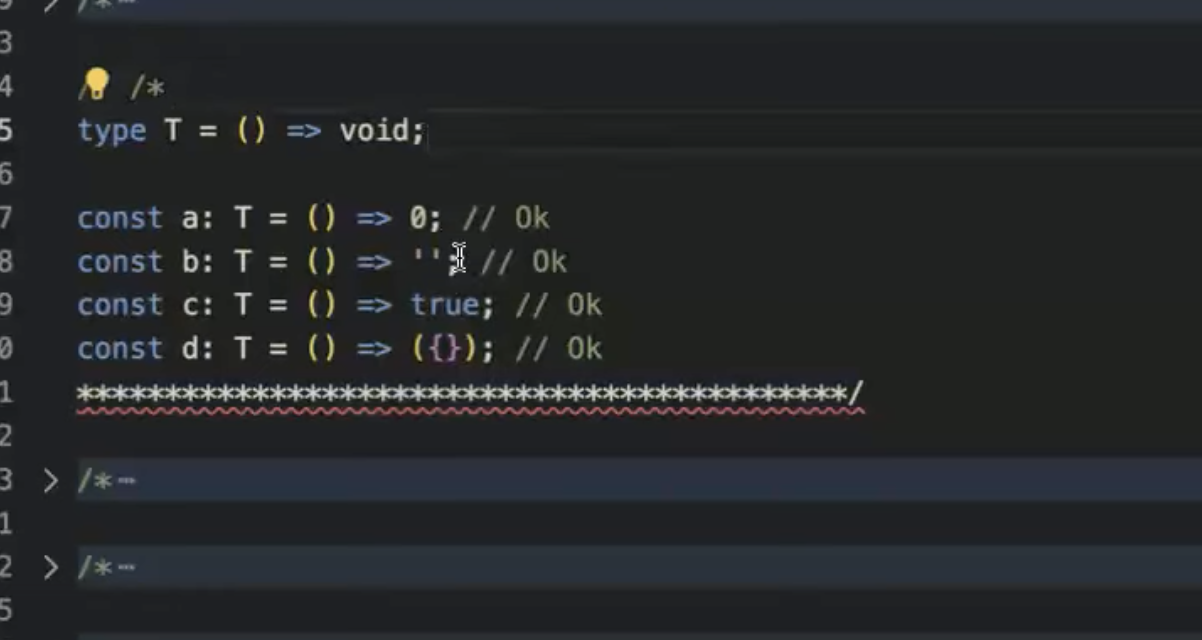 9 > /*⋯
3
4 / /*
5 type T = () => void;
6
7 const a: T = () => 0; // Ok
8 const b: T = () => ''; // Ok
9 const c: T = () => true; // Ok
0 const d: T = () => ({}); // Ok
1 ********************************************/
2
3 > /*⋯
1
2 > /*⋯
5